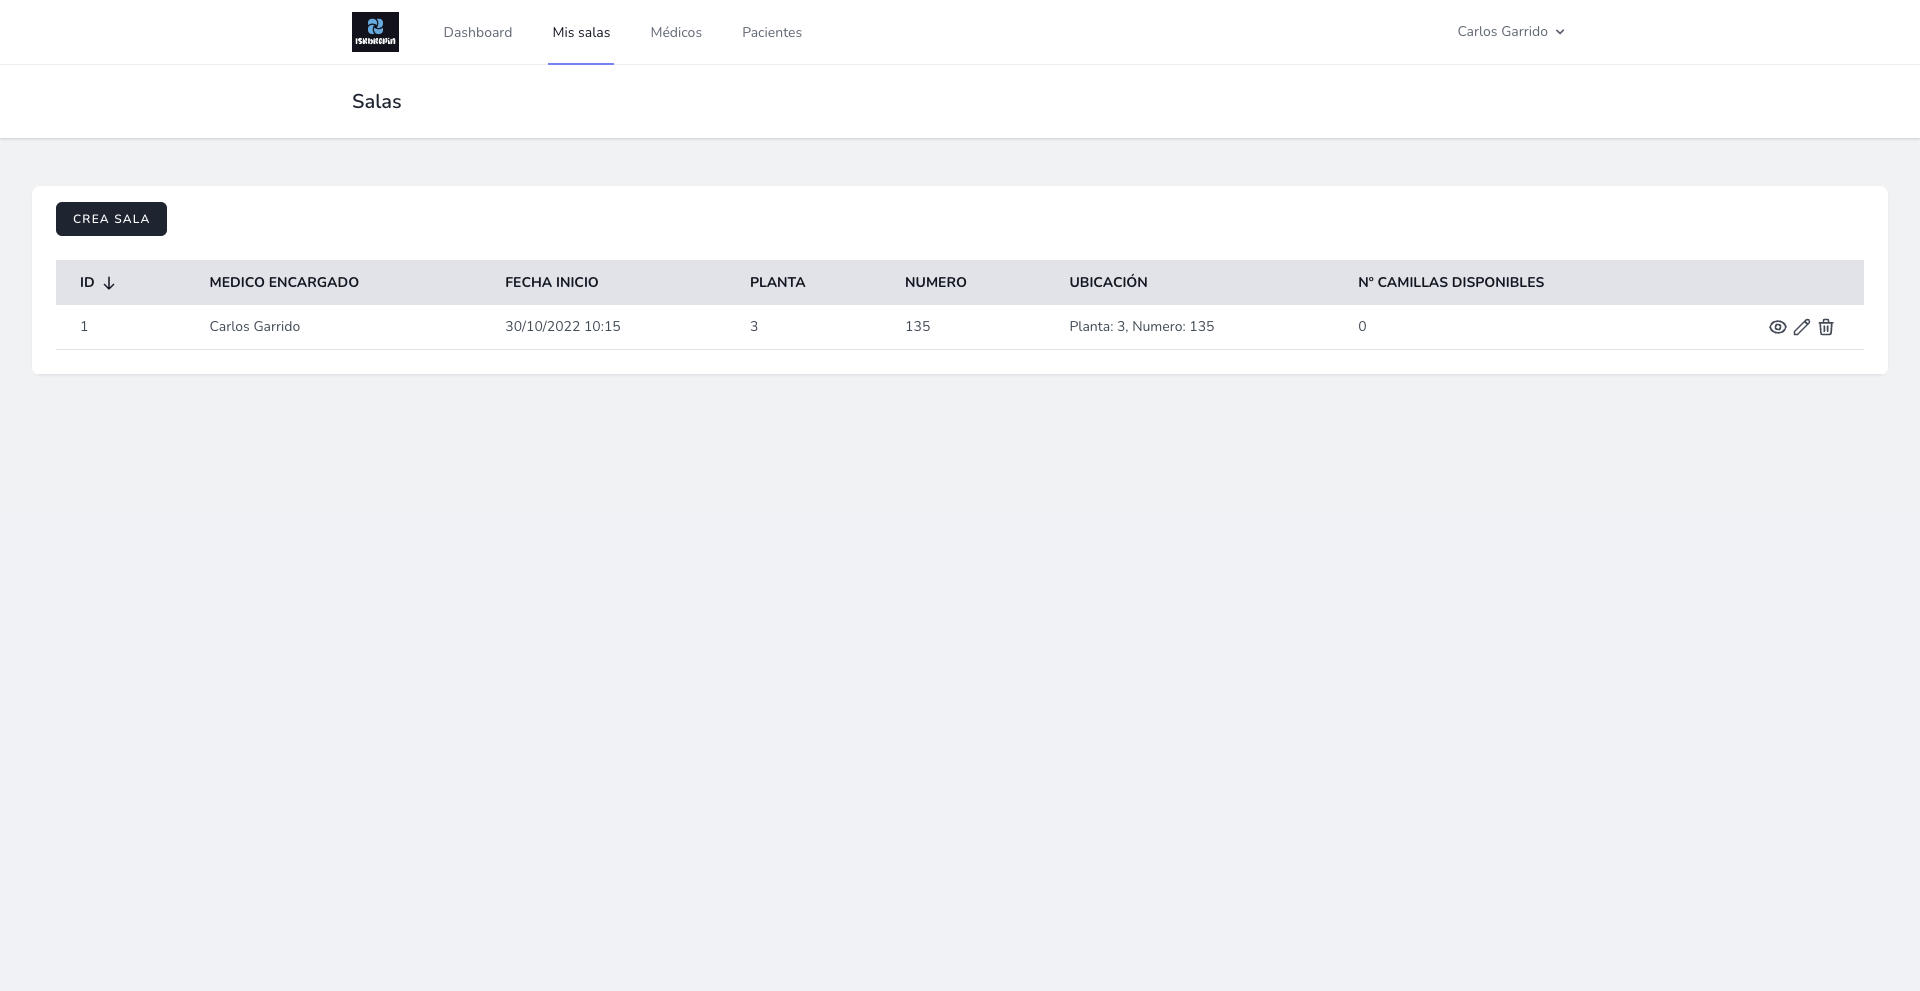 Dashboard Mis salas Médicos Pacientes Carlos Garrido
Salas
CREA SALA
ID MEDICO ENCARGADO FECHA INICIO PLANTA NUMERO UBICACIÓN Nº CAMILLAS DISPONIBLES
1 Carlos Garrido 30/10/2022 10:15 3 135 Planta: 3, Numero: 135 0